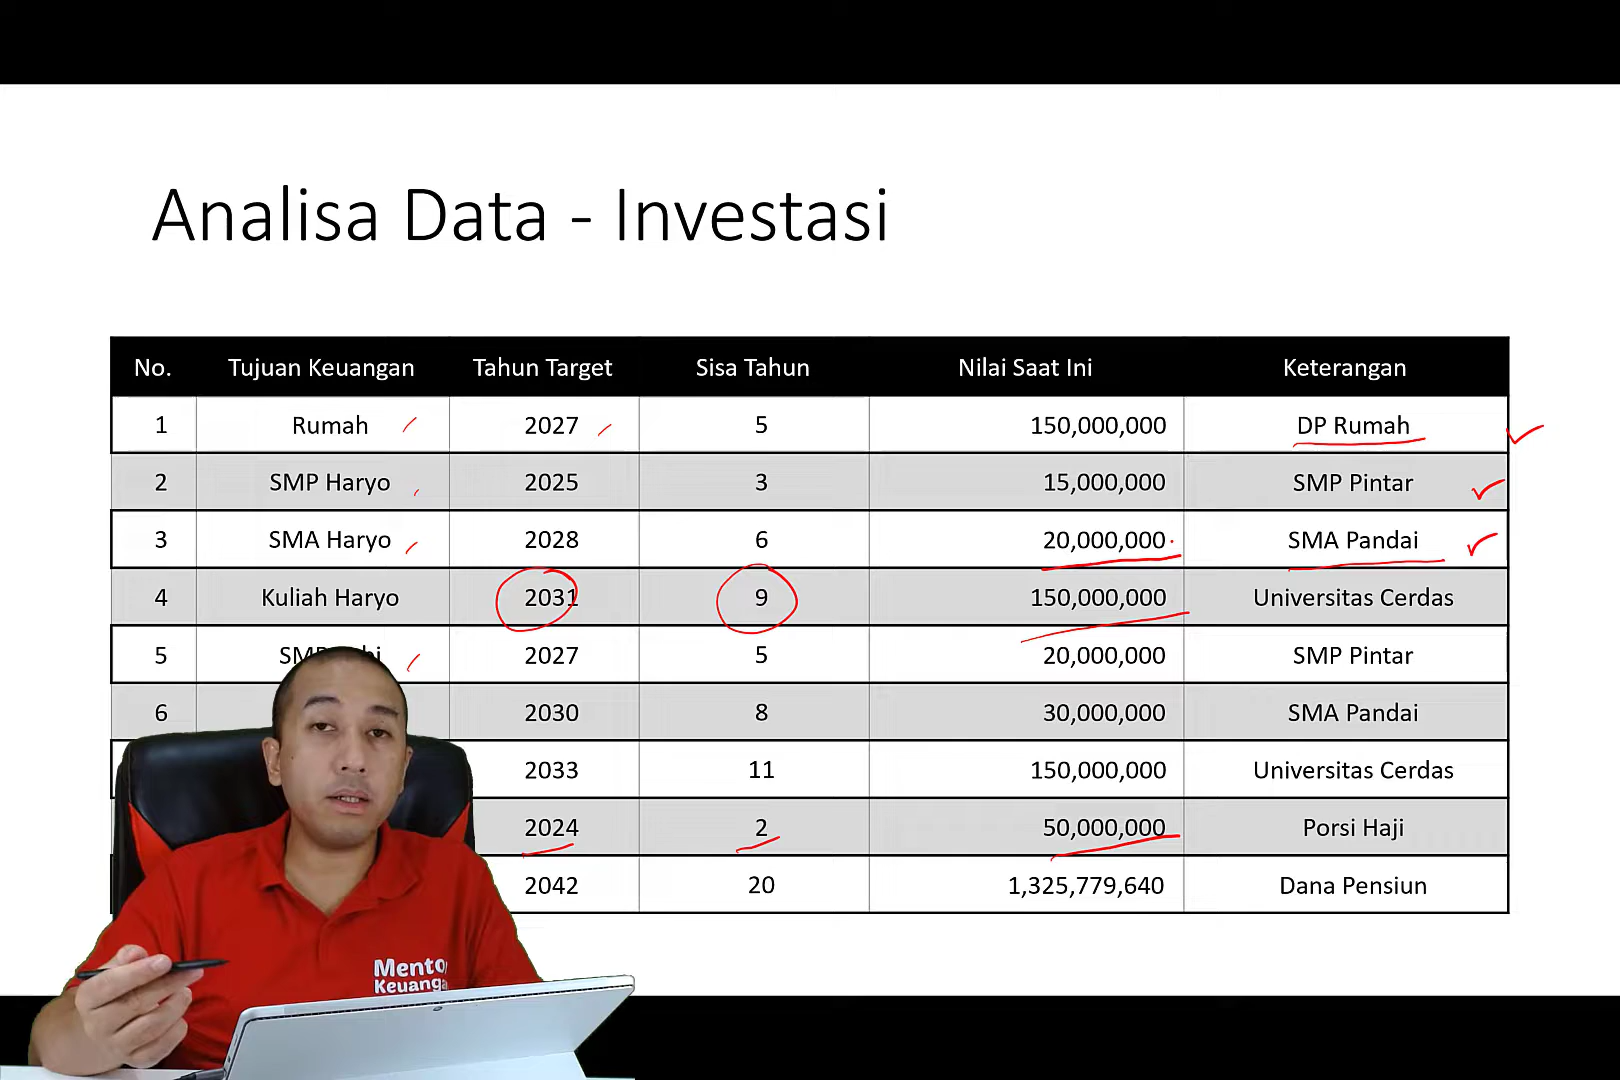 Analisa Data - Investasi
No. Tujuan Keuangan Tahun Target Sisa Tahun Nilai Saat Ini Keterangan
1 Rumah 2027 5 150,000,000 DP Rumah
2 SMP Haryo 2025 3 15,000,000 SMP Pintar
3 SMA Haryo 2028 6 20,000,000 SMA Pandai
4 Kuliah Haryo 2031 9 150,000,000 Universitas Cerdas
5 2027 5 20,000,000 SMP Pintar
6 2030 8 30,000,000 SMA Pandai
2033 11 150,000,000 Universitas Cerdas
2024 2 50,000,000 Porsi Haji
2042 20 1,325,779,640 Dana Pensiun